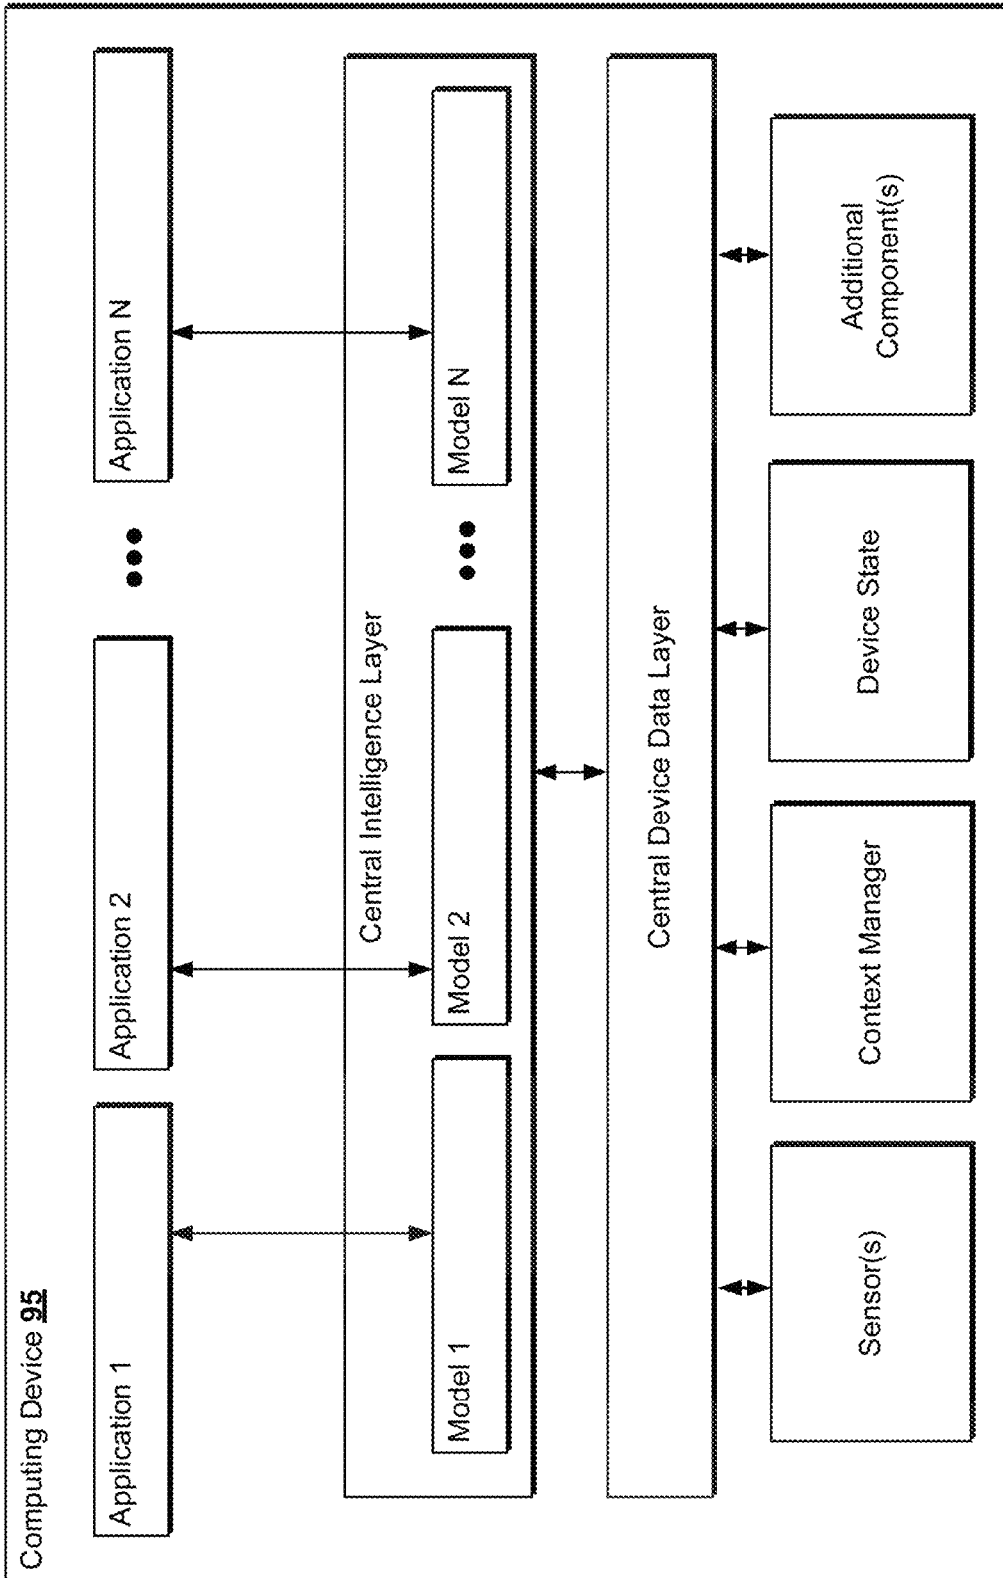 Computing Device 95
Application 1
Application 2
Application N
Central Intelligence Layer
Model 1
Model 2
Model N
Central Device Data Layer
Sensor(s)
Context Manager
Device State
Additional
Component(s)